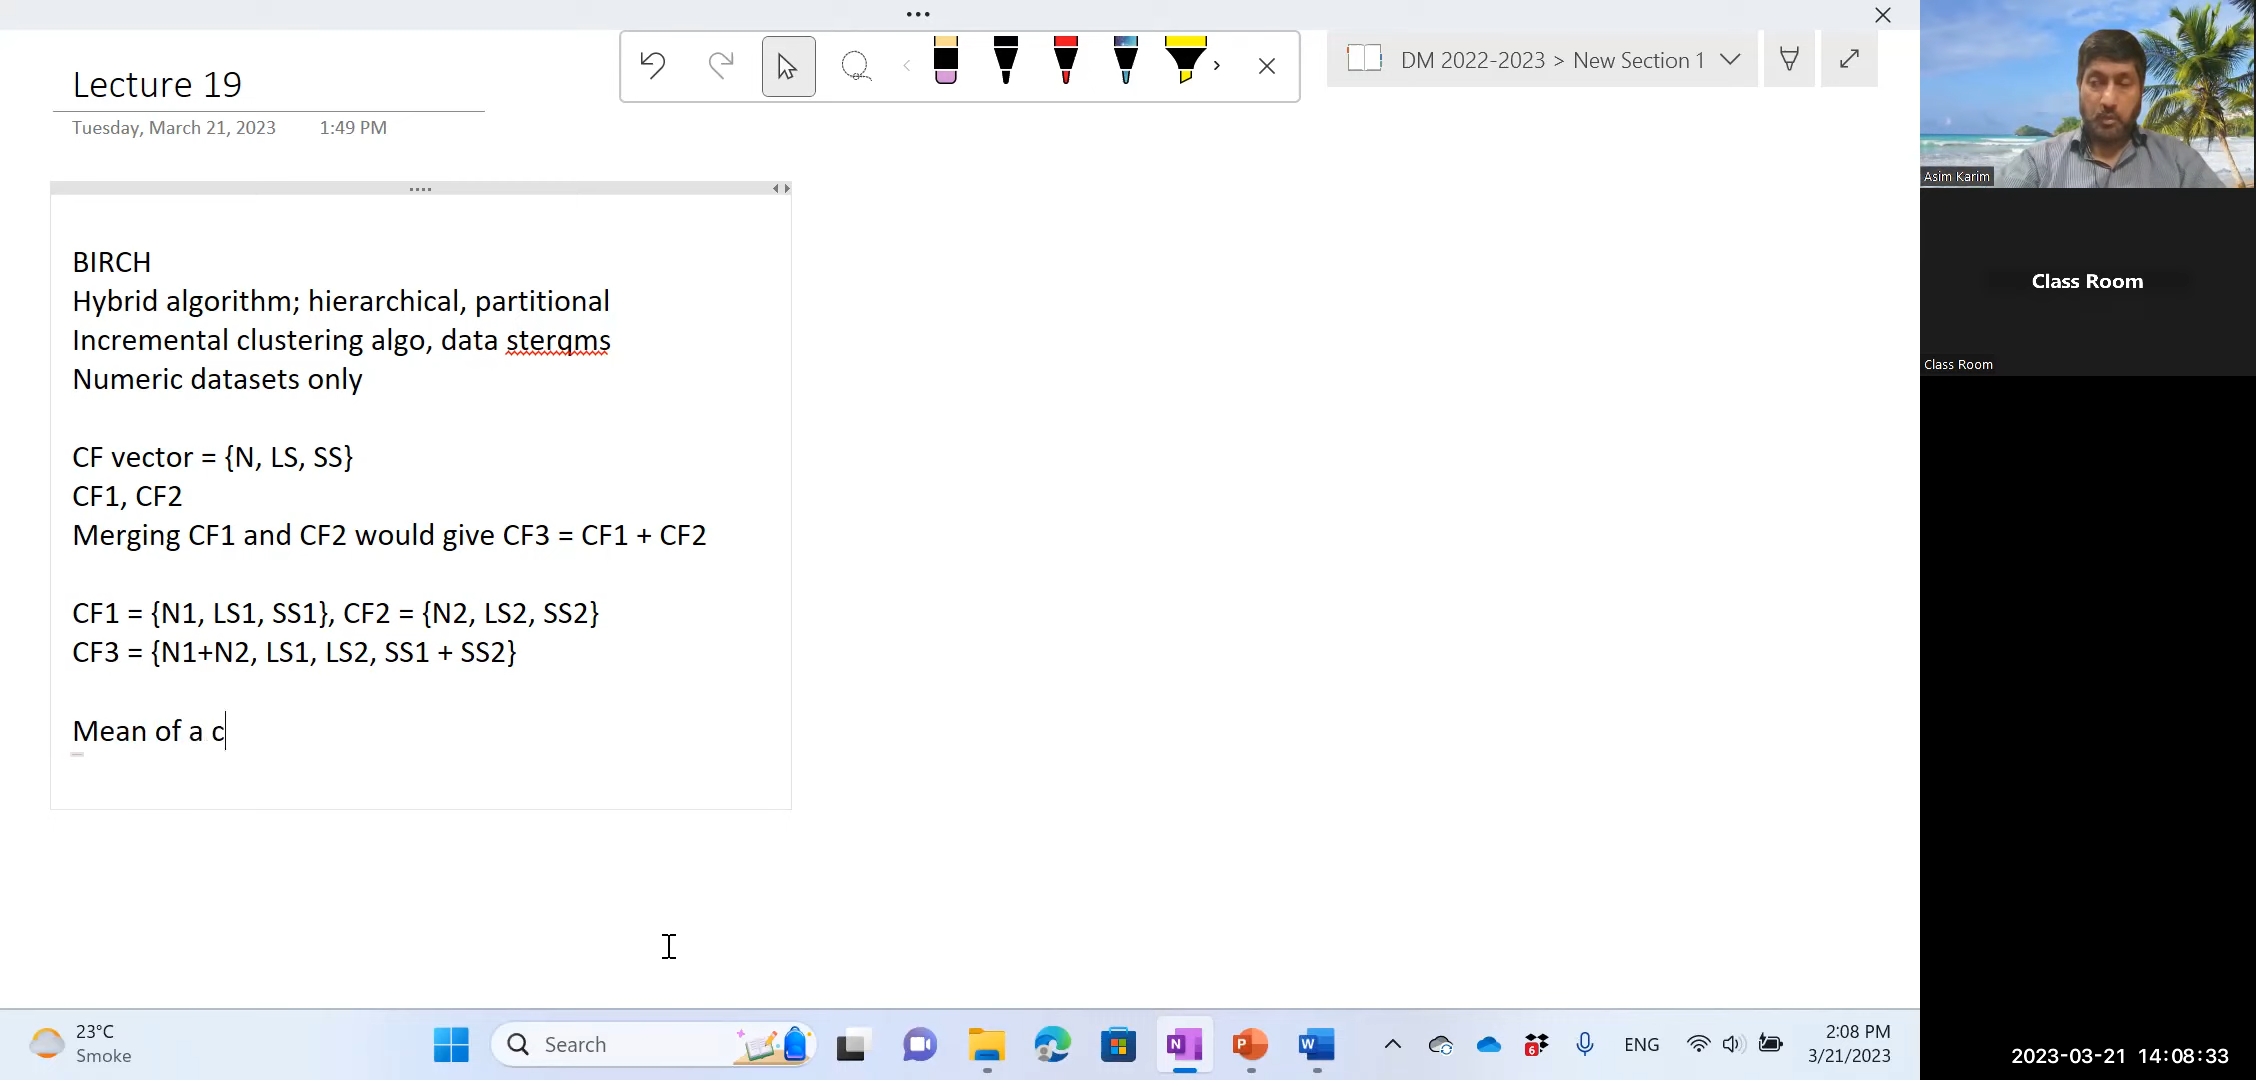 Lecture 19
Tuesday, March 21, 2023 1:49 PM
DM 2022-2023 > New Section 1
BIRCH
Hybrid algorithm; hierarchical, partitional
Incremental clustering algo, data sterqms
Numeric datasets only
CF vector = {N, LS, SS}
CF1, CF2
Merging CF1 and CF2 would give CF3 = CF1 + CF2
CF1 = {N1, LS1, SS1}, CF2 = {N2, LS2, SS2}
CF3 = {N1+N2, LS1, LS2, SS1 + SS2}
Mean of a c
Asim Karim
Class Room
Class Room
23°C
Smoke
Search
N
P
W
6
ENG
2:08 PM
3/21/2023
2023-03-21 14:08:33